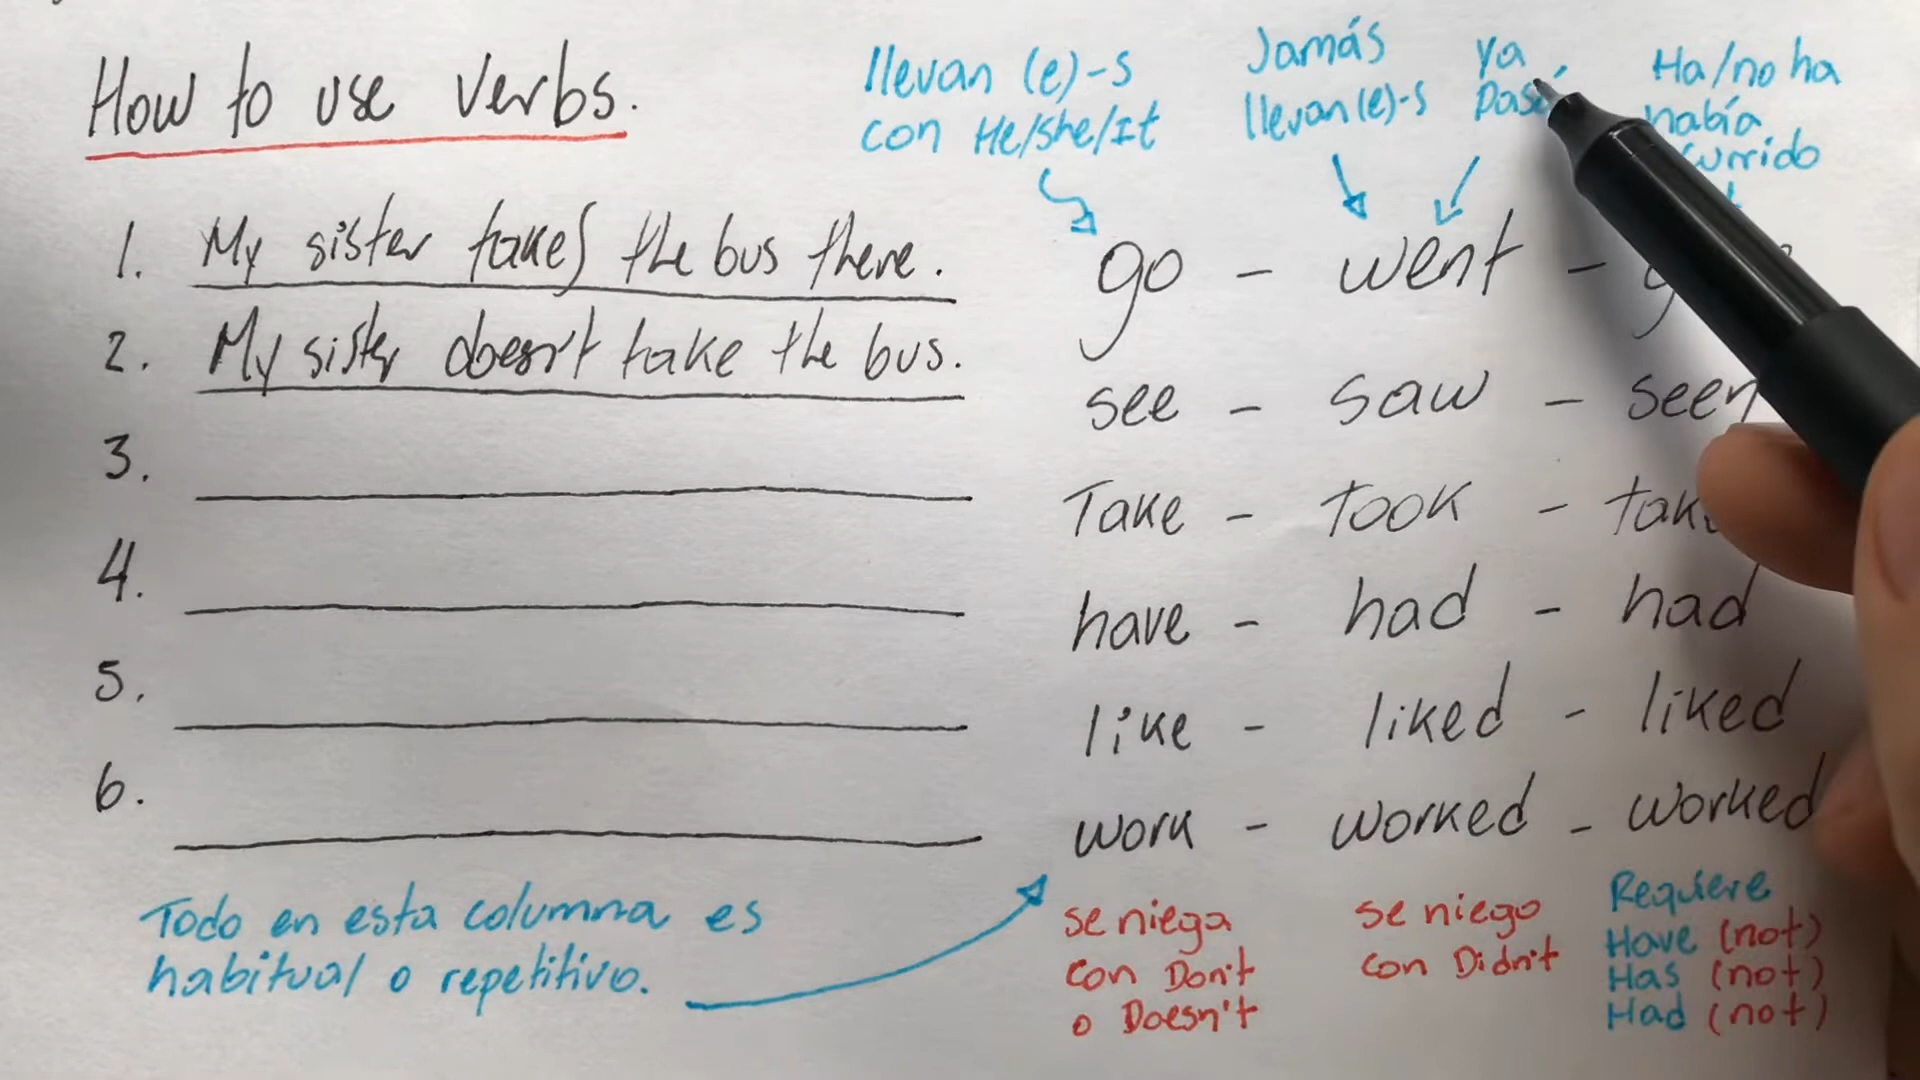 How to use verbs.
1. My sister takes the bus there.
2. My sister doesn't take the bus.
3.
4.
5.
6.
Todo en esta columna es
habitual o repetitivo.
llevan (e)-s
con He/She/It
Jamás
llevan(e)-s
Ya
Ha/no ha
había
go - went -
see - saw - seen
Take - took -
have - had - had
like - liked - liked
work - worked - worked
se niega
con Don't
o Doesn't
se niego
con Didn't
Requiere
Have (not)
Has (not)
Had (not)